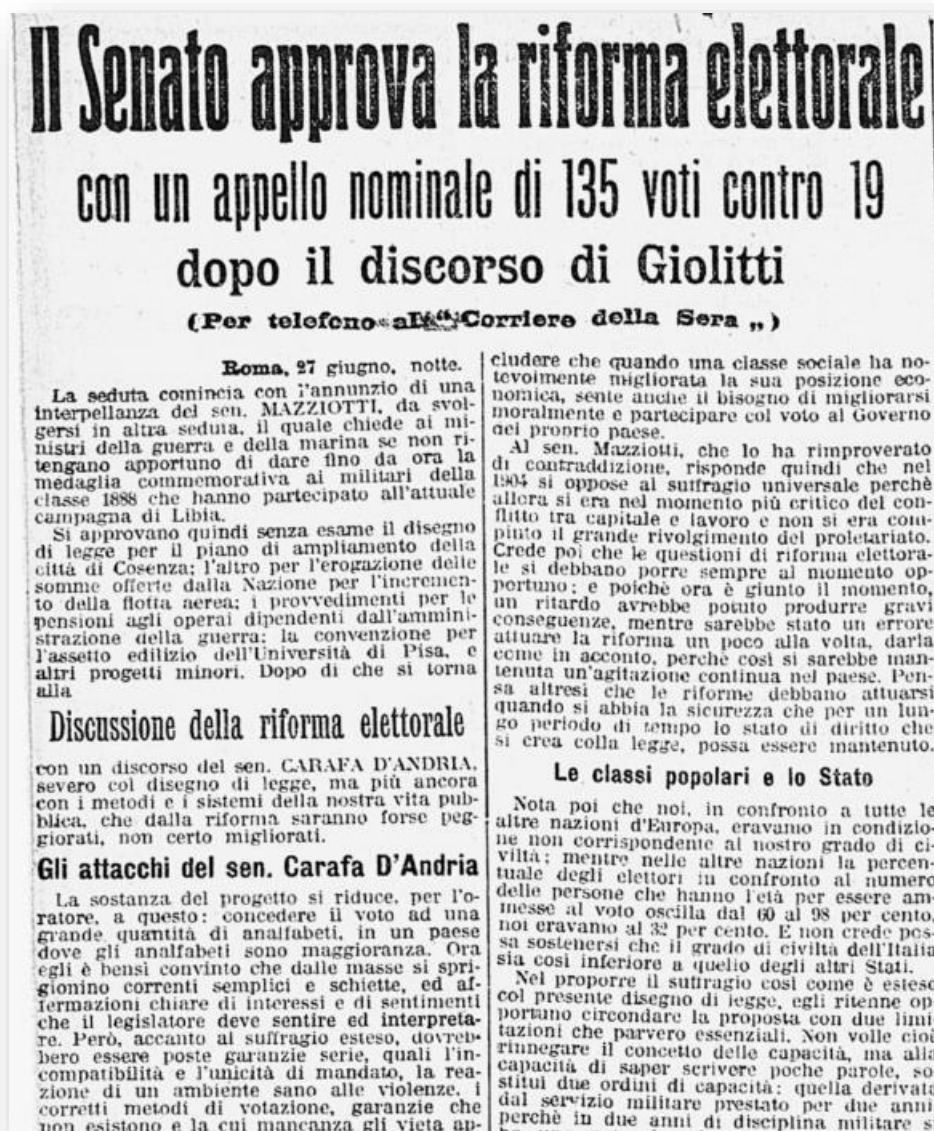 Il Senato approva la riforma elettorale
con un appello nominale di 135 voti contro 19
dopo il discorso di Giolitti
(Per telefono al "Corriere della Sera „)
Roma, 27 giugno, notte.
La seduta comincia con l'annunzio di una
interpellanza del sen. MAZZIOTTI, da svol-
gersi in altra seduta, il quale chiede ai mi-
nistri della guerra e della marina se non ri-
tengano apportuno di dare fino da ora la
medaglia commemorativa ai militari della
classe 1888 che hanno partecipato all'attuale
campagna di Libia.
Si approvano quindi senza esame il disegno
di legge per il piano di ampliamento della
città di Cosenza; l'altro per l'erogazione delle
somme offerte dalla Nazione per l'incremen-
to della flotta aerea; i provvedimenti per le
pensioni agli operai dipendenti dall'ammini-
strazione della guerra; la convenzione per
l'assetto edilizio dell'Università di Pisa, e
altri progetti minori. Dopo di che si torna
alla
Discussione della riforma elettorale
con un discorso del sen. CARAFA D'ANDRIA,
severo col disegno di legge, ma più ancora
con i metodi e i sistemi della nostra vita pub-
blica, che dalla riforma saranno forse peg-
giorati, non certo migliorati.
Gli attacchi del sen. Carafa D'Andria
La sostanza del progetto si riduce, per l'o-
ratore, a questo: concedere il voto ad una
grande quantità di analfabeti, in un paese
dove gli analfabeti sono maggioranza. Ora
egli è bensì convinto che dalle masse si spri-
gionino correnti semplici e schiette, ed af-
fermazioni chiare di interessi e di sentimenti
che il legislatore deve sentire ed interpreta-
re. Però, accanto al suffragio esteso, dovreb-
bero essere poste garanzie serie, quali l'in-
compatibilità e l'unicità di mandato, la rea-
zione di un ambiente sano alle violenze, i
corretti metodi di votazione, garanzie che
non esistono e la cui mancanza gli vieta ap-
cludere che quando una classe sociale ha no-
tevolmente migliorata la sua posizione eco-
nomica, sente anche il bisogno di migliorarsi
moralmente e partecipare col voto al Governo
del proprio paese.
Al sen. Mazziotti, che lo ha rimproverato
di contraddizione, risponde quindi che nel
1904 si oppose al suffragio universale perchè
allora si era nel momento più critico del con-
flitto tra capitale e lavoro e non si era com-
pinto il grande rivolgimento del proletariato.
Crede poi che le questioni di riforma elettora-
le si debbano porre sempre al momento op-
portuno; e poichè ora è giunto il momento,
un ritardo avrebbe potuto produrre gravi
conseguenze, mentre sarebbe stato un errore
attuare la riforma un poco alla volta, darla
come in acconto, perchè così si sarebbe man-
tenuta un'agitazione continua nel paese. Pen-
sa altresì che le riforme debbano attuarsi
quando si abbia la sicurezza che per un lun-
go periodo di tempo lo stato di diritto che
si crea colla legge, possa essere mantenuto.
Le classi popolari e lo Stato
Nota poi che noi, in confronto a tutte le
altre nazioni d'Europa, eravamo in condizio-
ne non corrispondente al nostro grado di ci-
viltà; mentre nelle altre nazioni la percen-
tuale degli elettori in confronto al numero
delle persone che hanno l'età per essere am-
messe al voto oscilla dal 60 al 98 per cento,
noi eravamo al 32 per cento. E non crede pos-
sa sostenersi che il grado di civiltà dell'Italia
sia così inferiore a quello degli altri Stati.
Nel proporre il suffragio così come è esteso
col presente disegno di legge, egli ritenne op
portuno circondare la proposta con due limi-
tazioni che parvero essenziali. Non volle cioè
rinnegare il concetto delle capacità, ma alla
capacità di saper scrivere poche parole, so
stituì due ordini di capacità: quella derivata
dal servizio militare prestato per due anni
perchè in due anni di disciplina militare s